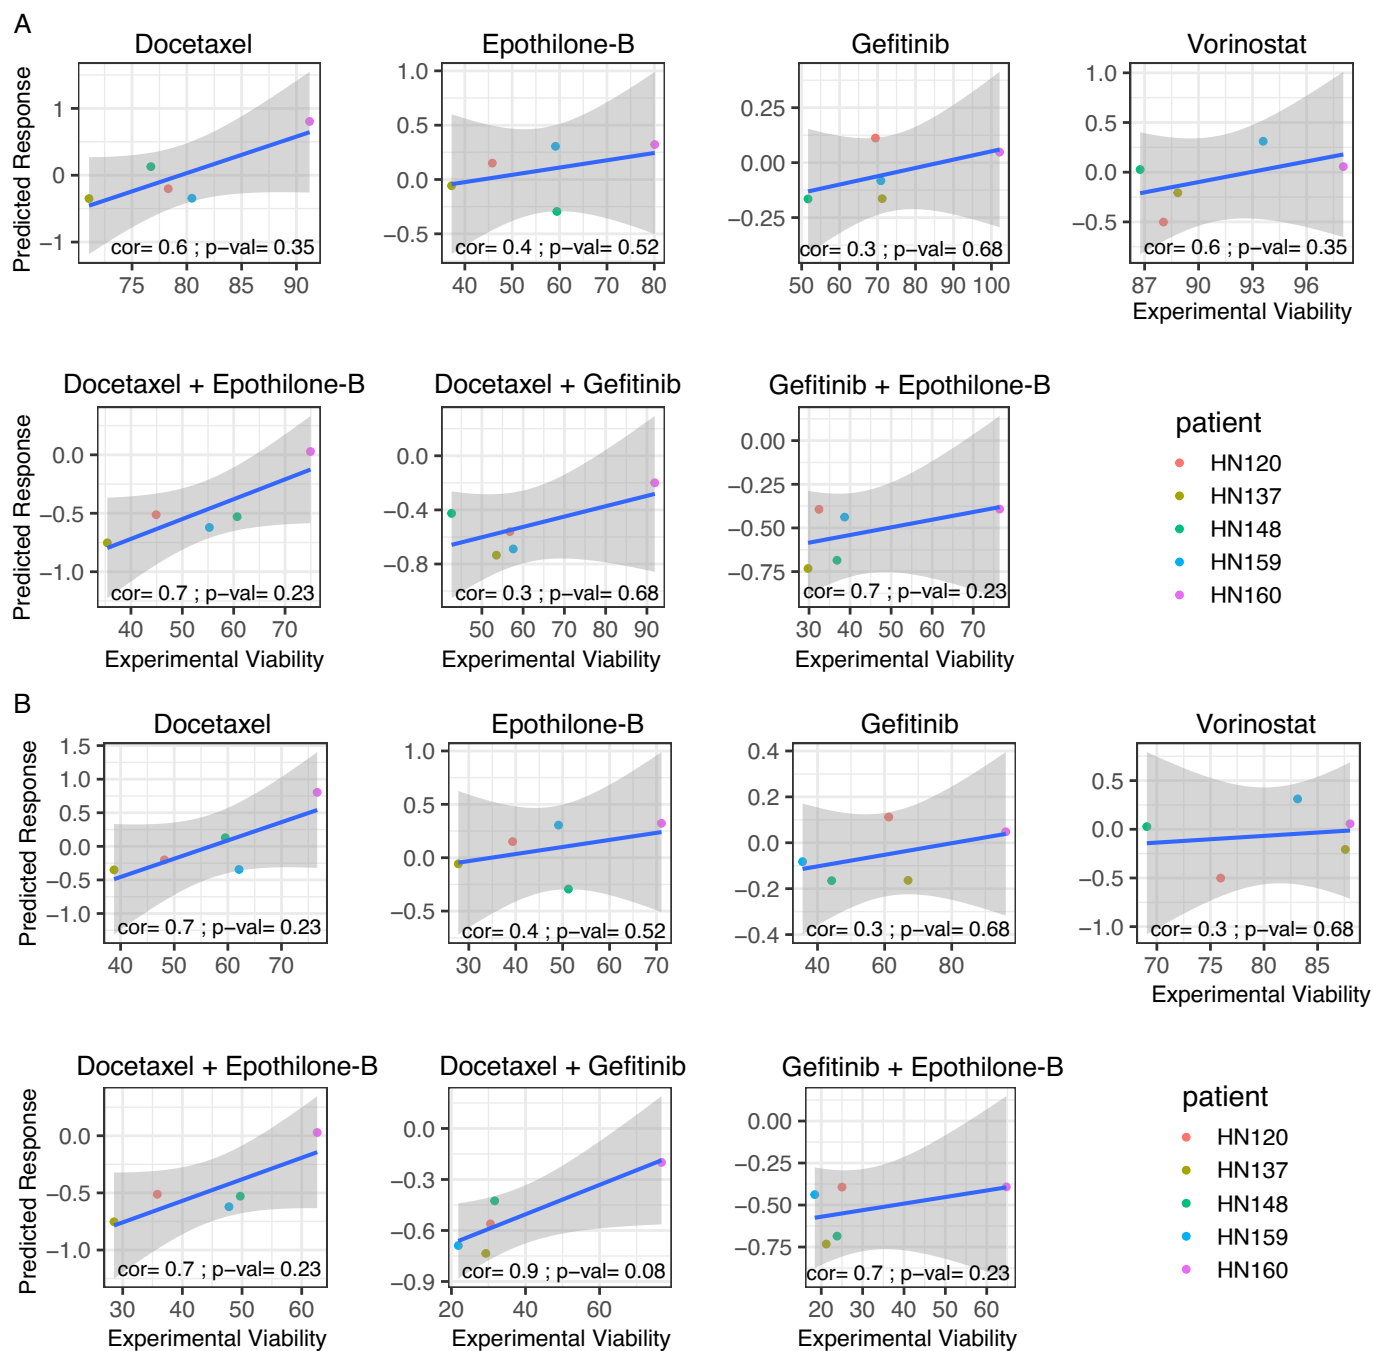 A
Docetaxel
Epothilone-B
Gefitinib
Vorinostat
Predicted Response
1
0
−1
cor= 0.6 ; p−val= 0.35
75 80 85 90
1.0
0.5
0.0
−0.5
cor= 0.4 ; p−val= 0.52
40 50 60 70 80
0.25
0.00
−0.25
cor= 0.3 ; p−val= 0.68
50 60 70 80 90 100
1.0
0.5
0.0
−0.5
cor= 0.6 ; p−val= 0.35
87 90 93 96
Experimental Viability
Docetaxel + Epothilone-B
Docetaxel + Gefitinib
Gefitinib + Epothilone-B
Predicted Response
0.0
−0.5
−1.0
cor= 0.7 ; p−val= 0.23
40 50 60 70
Experimental Viability
0.0
−0.4
−0.8
cor= 0.3 ; p−val= 0.68
50 60 70 80 90
Experimental Viability
0.00
−0.25
−0.50
−0.75
cor= 0.7 ; p−val= 0.23
30 40 50 60 70
Experimental Viability
patient
HN120
HN137
HN148
HN159
HN160
B
Docetaxel
Epothilone-B
Gefitinib
Vorinostat
Predicted Response
1.5
1.0
0.5
0.0
−0.5
−1.0
cor= 0.7 ; p−val= 0.23
40 50 60 70
1.0
0.5
0.0
−0.5
cor= 0.4 ; p−val= 0.52
30 40 50 60 70
0.4
0.2
0.0
−0.2
−0.4
cor= 0.3 ; p−val= 0.68
40 60 80
0.5
0.0
−0.5
−1.0
cor= 0.3 ; p−val= 0.68
70 75 80 85
Experimental Viability
Docetaxel + Epothilone-B
Docetaxel + Gefitinib
Gefitinib + Epothilone-B
Predicted Response
0.0
−0.5
−1.0
cor= 0.7 ; p−val= 0.23
30 40 50 60
Experimental Viability
0.0
−0.3
−0.6
−0.9
cor= 0.9 ; p−val= 0.08
20 40 60
Experimental Viability
0.00
−0.25
−0.50
−0.75
cor= 0.7 ; p−val= 0.23
20 30 40 50 60
Experimental Viability
patient
HN120
HN137
HN148
HN159
HN160